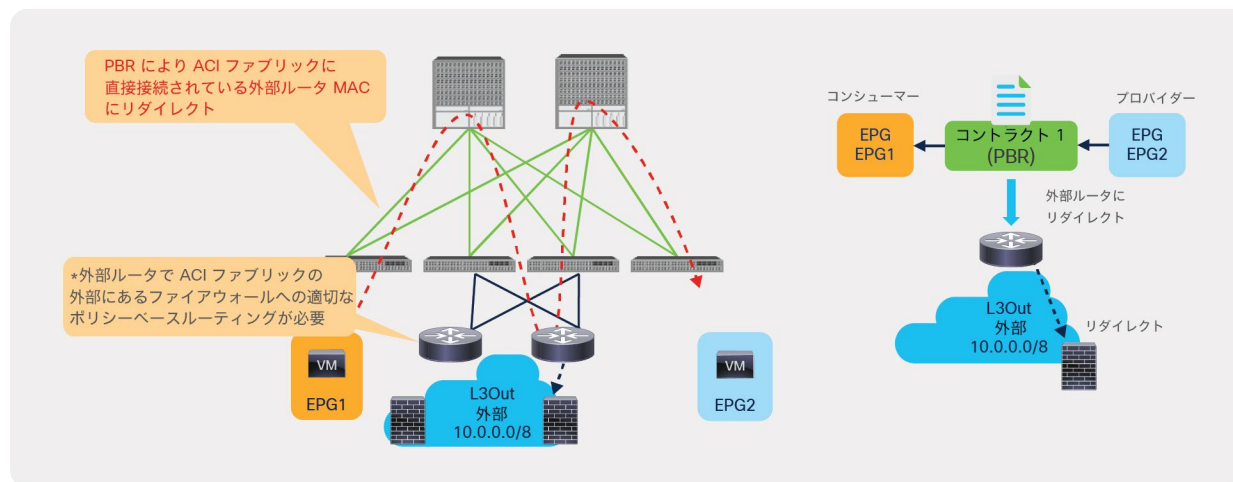 PBR により ACI ファブリックに
直接接続されている外部ルータ MAC
にリダイレクト
*外部ルータで ACI ファブリックの
外部にあるファイアウォールへの適切な
ポリシーベースルーティングが必要
VM
EPG1
L3Out
外部
10.0.0.0/8
VM
EPG2
コンシューマー
プロバイダー
EPG
EPG1
コントラクト 1
(PBR)
EPG
EPG2
外部ルータに
リダイレクト
L3Out
外部
10.0.0.0/8
リダイレクト